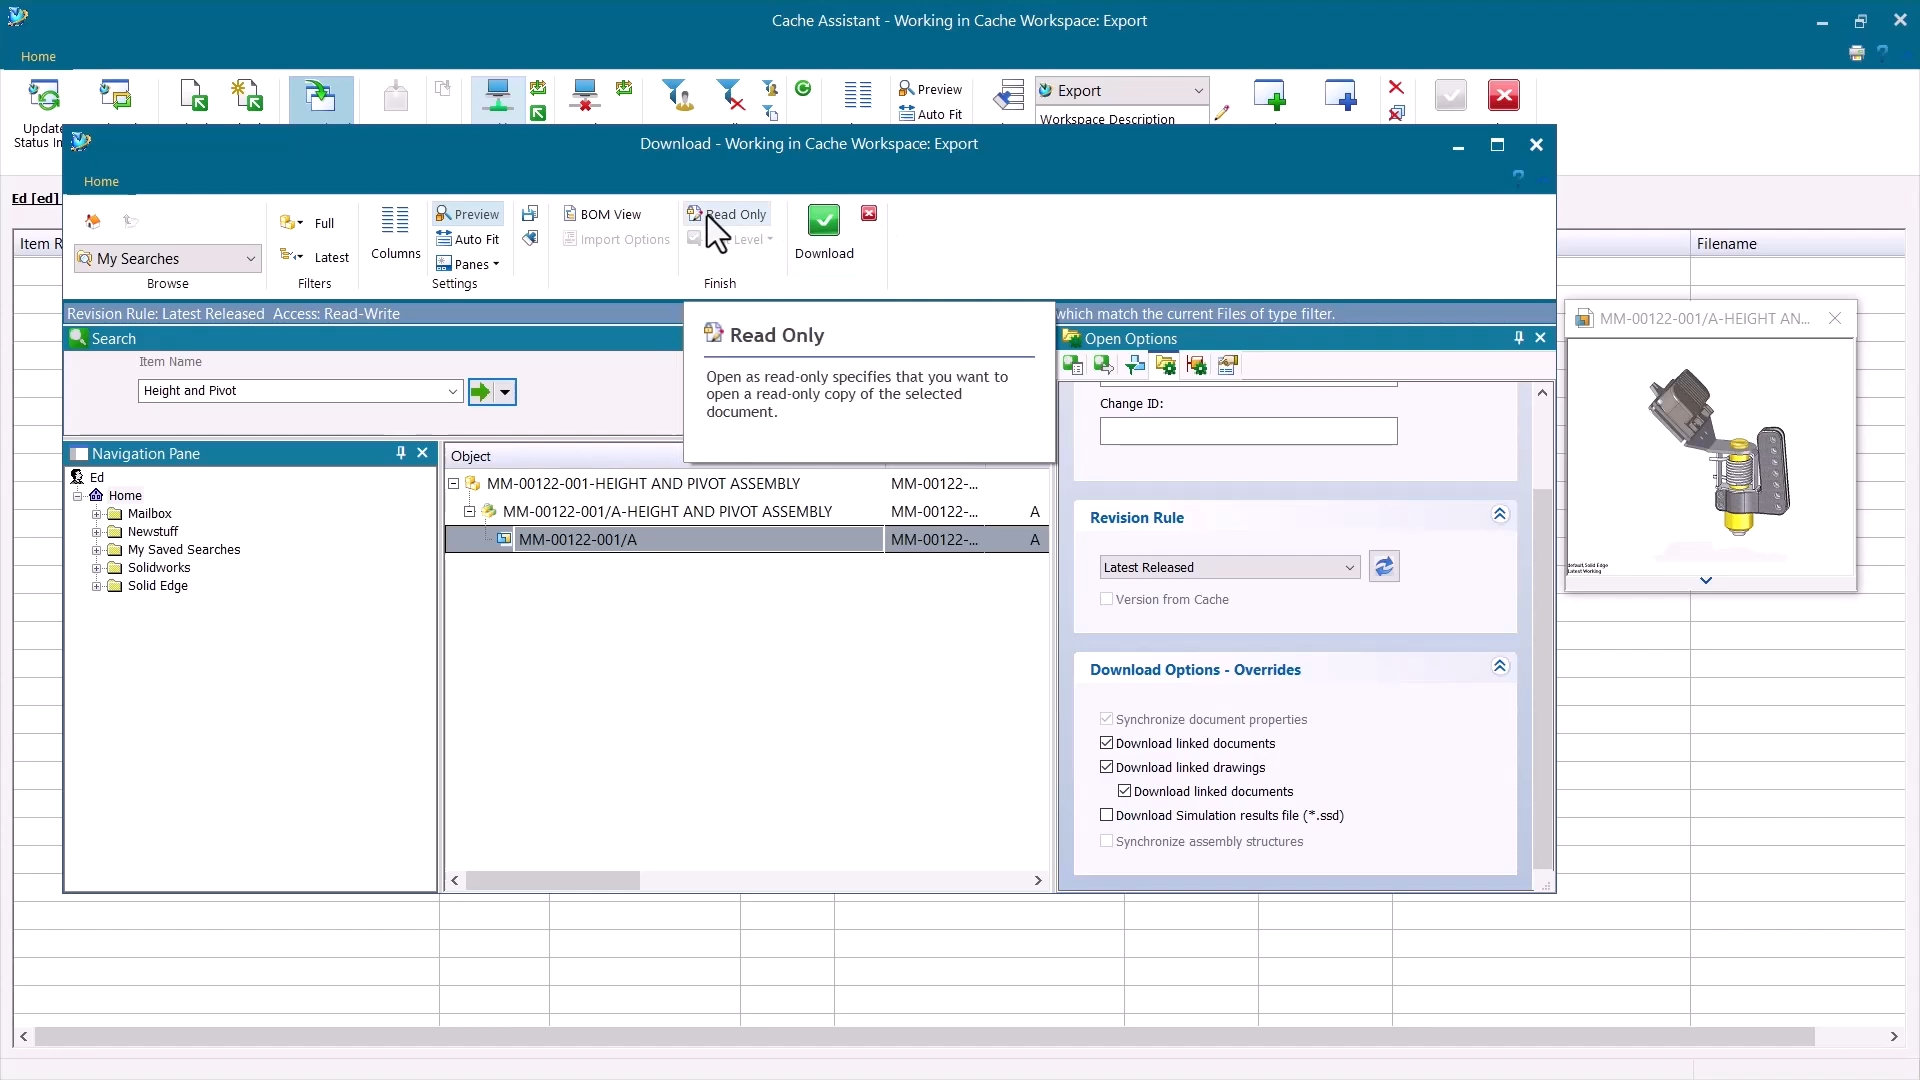 Cache Assistant - Working in Cache Workspace: Export
Home
Update
Status In
Preview
Auto Fit
Export
Workspace Description
Download - Working in Cache Workspace: Export
Home
Ed [ed]
Full
Latest
My Searches
Browse
Filters
Columns
Preview
Auto Fit
Panes
Settings
BOM View
Import Options
Read Only
Level
Finish
Download
Item R
Filename
Revision Rule: Latest Released Access: Read-Write
which match the current Files of type filter.
Search
Item Name
Height and Pivot
Read Only
Open as read-only specifies that you want to
open a read-only copy of the selected
document.
Navigation Pane
Ed
Home
Mailbox
Newstuff
My Saved Searches
Solidworks
Solid Edge
Object
MM-00122-001-HEIGHT AND PIVOT ASSEMBLY MM-00122-...
MM-00122-001/A-HEIGHT AND PIVOT ASSEMBLY MM-00122-... A
MM-00122-001/A MM-00122-... A
Open Options
Change ID:
Revision Rule
Latest Released
Version from Cache
Download Options - Overrides
Synchronize document properties
Download linked documents
Download linked drawings
Download linked documents
Download Simulation results file (*.ssd)
Synchronize assembly structures
MM-00122-001/A-HEIGHT AN...
default, Solid Edge
Latest Working